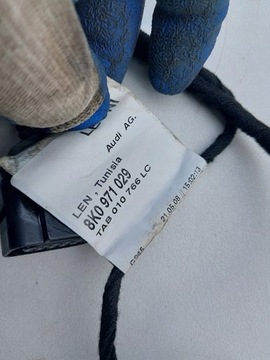 Audi AG.
LEN, Tunisia
8K0 971 029
TAB 010 766 LC
21.05.08 15:02:13